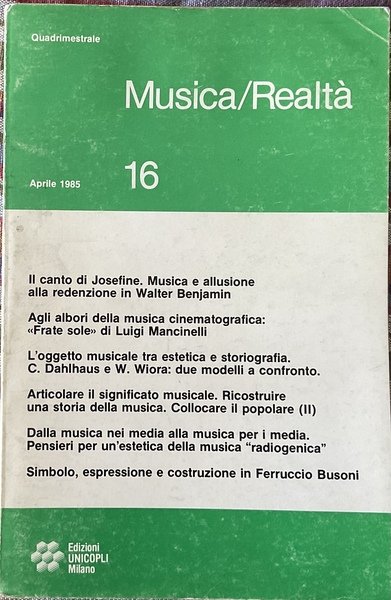 Quadrimestrale
Musica/Realtà
Aprile 1985
16
Il canto di Josefine. Musica e allusione
alla redenzione in Walter Benjamin
Agli albori della musica cinematografica:
«Frate sole» di Luigi Mancinelli
L'oggetto musicale tra estetica e storiografia.
C. Dahlhaus e W. Wiora: due modelli a confronto.
Articolare il significato musicale. Ricostruire
una storia della musica. Collocare il popolare (II)
Dalla musica nei media alla musica per i media.
Pensieri per un'estetica della musica "radiogenica"
Simbolo, espressione e costruzione in Ferruccio Busoni
Edizioni
UNICOPLI
Milano